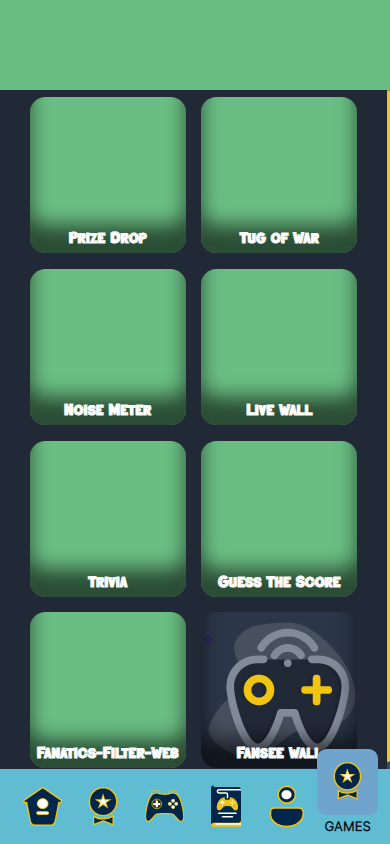 Prize Drop
Tug of War
Noise Meter
Live Wall
Trivia
Guess The Score
Fanatics-Filter-Web
Fansee Wall
GAMES